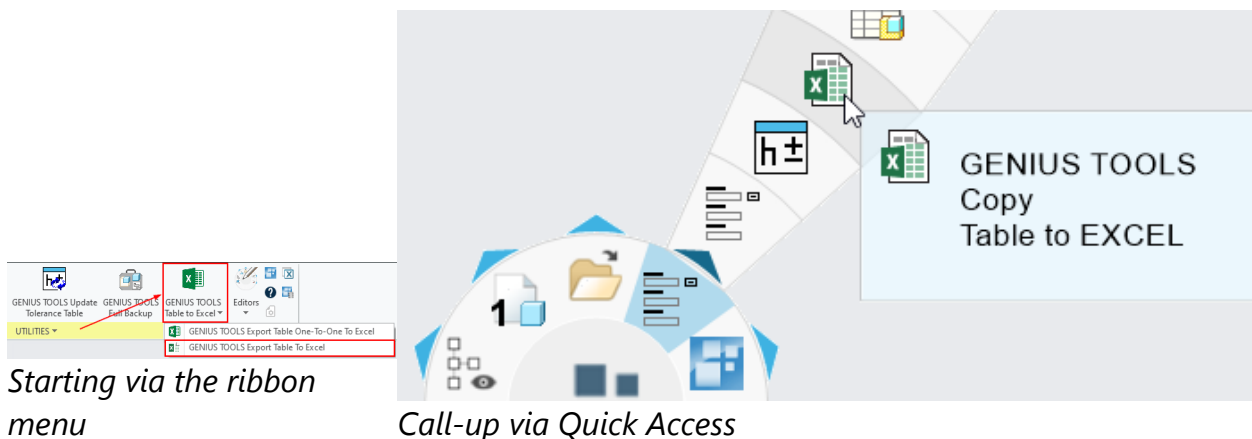 GENIUS TOOLS
Copy
Table to EXCEL
h±
1
GENIUS TOOLS Update
Tolerance Table
GENIUS TOOLS
Full Backup
GENIUS TOOLS
Table to Excel
Editors
UTILITIES
GENIUS TOOLS Export Table One-To-One To Excel
GENIUS TOOLS Export Table To Excel
Starting via the ribbon
menu
Call-up via Quick Access